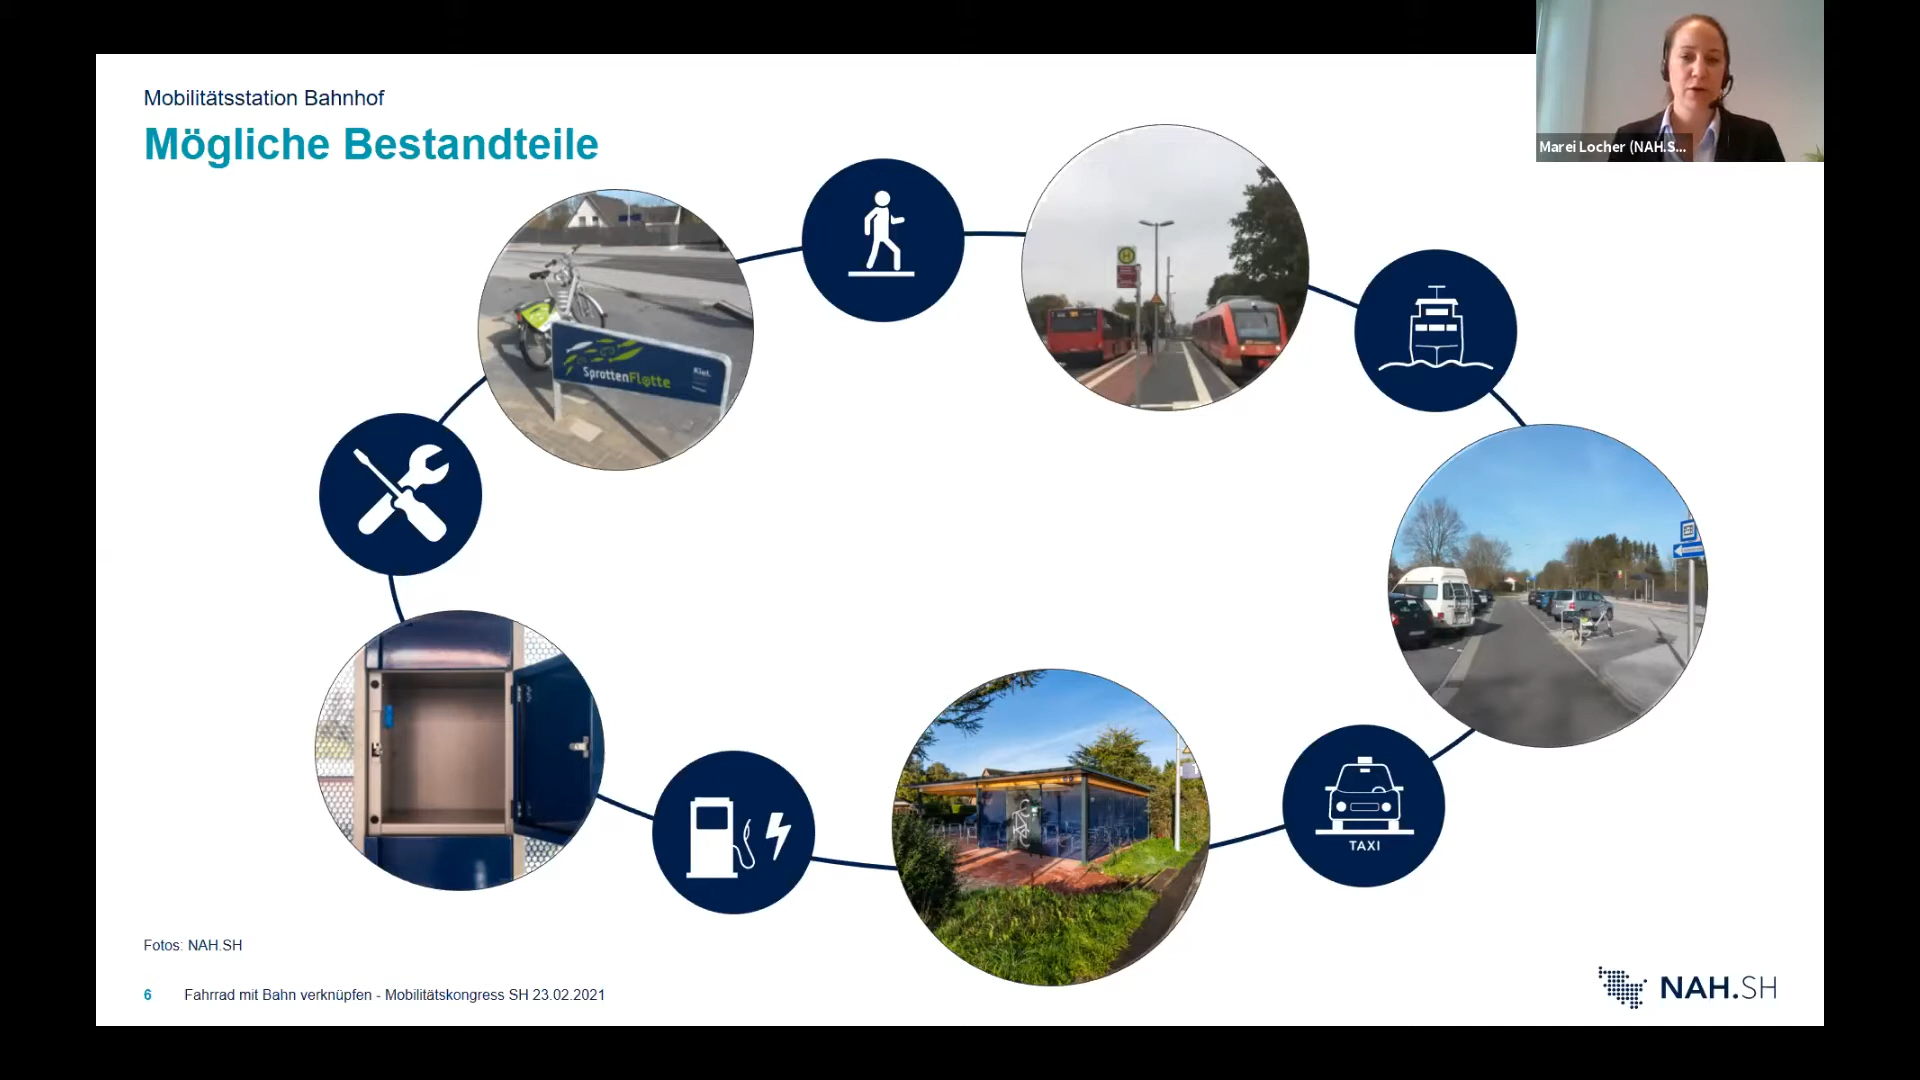 Mobilitätsstation Bahnhof
Mögliche Bestandteile
Marei Locher (NAH.S...
H
SprottenFlotte
Kiel.
TAXI
Fotos: NAH.SH
6 Fahrrad mit Bahn verknüpfen - Mobilitätskongress SH 23.02.2021
NAH.SH